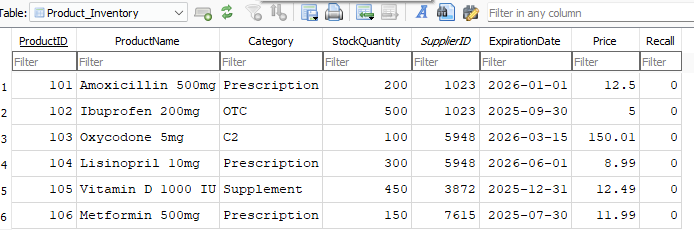 Table: Product_Inventory Filter in any column
ProductID ProductName Category StockQuantity SupplierID ExpirationDate Price Recall
Filter Filter Filter Filter Filter Filter Filter Filter
1 101 Amoxicillin 500mg Prescription 200 1023 2026-01-01 12.5 0
2 102 Ibuprofen 200mg OTC 500 1023 2025-09-30 5 0
3 103 Oxycodone 5mg C2 100 5948 2026-03-15 150.01 0
4 104 Lisinopril 10mg Prescription 300 5948 2026-06-01 8.99 0
5 105 Vitamin D 1000 IU Supplement 450 3872 2025-12-31 12.49 0
6 106 Metformin 500mg Prescription 150 7615 2025-07-30 11.99 0